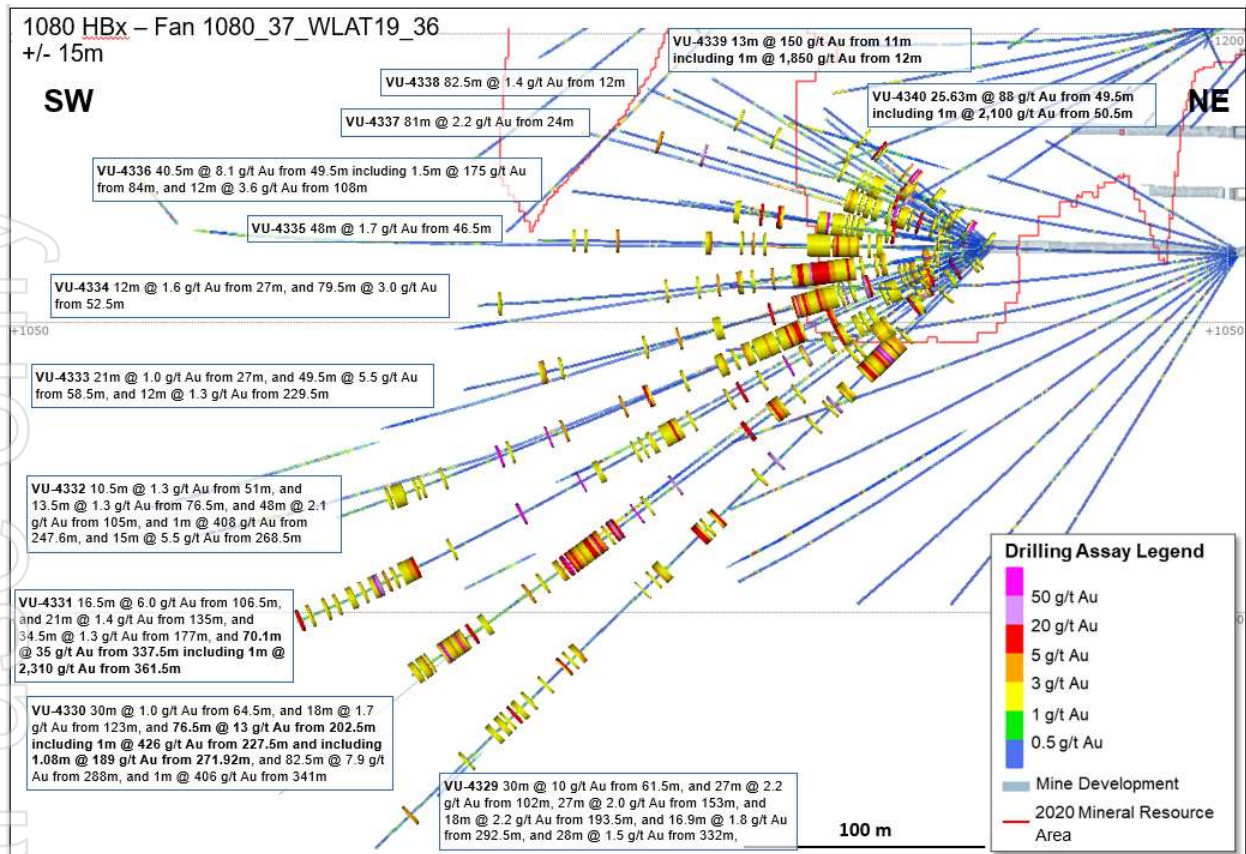 1080 HBx – Fan 1080_37_WLAT19_36
+/- 15m
SW
NE
+1200
VU-4339 13m @ 150 g/t Au from 11m
including 1m @ 1,850 g/t Au from 12m
VU-4338 82.5m @ 1.4 g/t Au from 12m
VU-4340 25.63m @ 88 g/t Au from 49.5m
including 1m @ 2,100 g/t Au from 50.5m
VU-4337 81m @ 2.2 g/t Au from 24m
VU-4336 40.5m @ 8.1 g/t Au from 49.5m including 1.5m @ 175 g/t Au
from 84m, and 12m @ 3.6 g/t Au from 108m
VU-4335 48m @ 1.7 g/t Au from 46.5m
VU-4334 12m @ 1.6 g/t Au from 27m, and 79.5m @ 3.0 g/t Au
from 52.5m
+1050
+1050
VU-4333 21m @ 1.0 g/t Au from 27m, and 49.5m @ 5.5 g/t Au
from 58.5m, and 12m @ 1.3 g/t Au from 229.5m
VU-4332 10.5m @ 1.3 g/t Au from 51m, and
13.5m @ 1.3 g/t Au from 76.5m, and 48m @ 2.1
g/t Au from 105m, and 1m @ 408 g/t Au from
247.6m, and 15m @ 5.5 g/t Au from 268.5m
VU-4331 16.5m @ 6.0 g/t Au from 106.5m,
and 21m @ 1.4 g/t Au from 135m, and
34.5m @ 1.3 g/t Au from 177m, and 70.1m
@ 35 g/t Au from 337.5m including 1m @
2,310 g/t Au from 361.5m
VU-4330 30m @ 1.0 g/t Au from 64.5m, and 18m @ 1.7
g/t Au from 123m, and 76.5m @ 13 g/t Au from 202.5m
including 1m @ 426 g/t Au from 227.5m and including
1.08m @ 189 g/t Au from 271.92m, and 82.5m @ 7.9 g/t
Au from 288m, and 1m @ 406 g/t Au from 341m
VU-4329 30m @ 10 g/t Au from 61.5m, and 27m @ 2.2
g/t Au from 102m, 27m @ 2.0 g/t Au from 153m, and
18m @ 2.2 g/t Au from 193.5m, and 16.9m @ 1.8 g/t Au
from 292.5m, and 28m @ 1.5 g/t Au from 332m,
100 m
Drilling Assay Legend
50 g/t Au
20 g/t Au
5 g/t Au
3 g/t Au
1 g/t Au
0.5 g/t Au
Mine Development
2020 Mineral Resource
Area